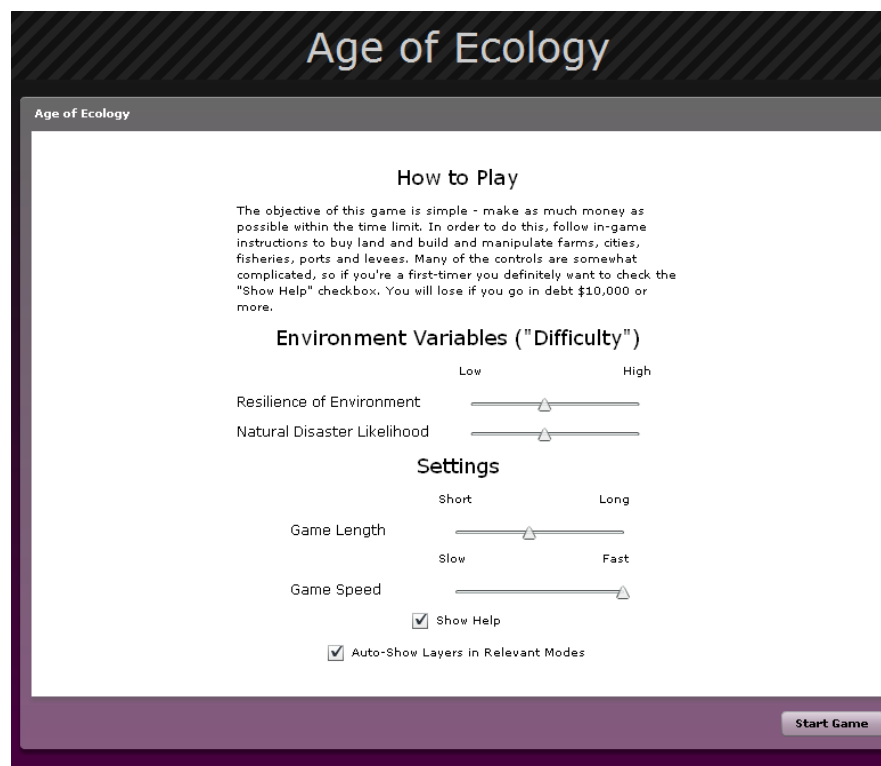 Age of Ecology
Age of Ecology
How to Play
The objective of this game is simple - make as much money as
possible within the time limit. In order to do this, follow in-game
instructions to buy land and build and manipulate farms, cities,
fisheries, ports and levees. Many of the controls are somewhat
complicated, so if you're a first-timer you definitely want to check the
"Show Help" checkbox. You will lose if you go in debt $10,000 or
more.
Environment Variables ("Difficulty")
Low High
Resilience of Environment
Natural Disaster Likelihood
Settings
Short Long
Game Length
Slow Fast
Game Speed
Show Help
Auto-Show Layers in Relevant Modes
Start Game